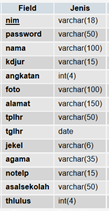 Field Jenis
nim varchar(18)
password varchar(50)
nama varchar(100)
kdjur varchar(15)
angkatan int(4)
foto varchar(100)
alamat varchar(150)
tplhr varchar(50)
tglhr date
jekel varchar(6)
agama varchar(35)
notelp varchar(15)
asalsekolah varchar(50)
thlulus int(4)